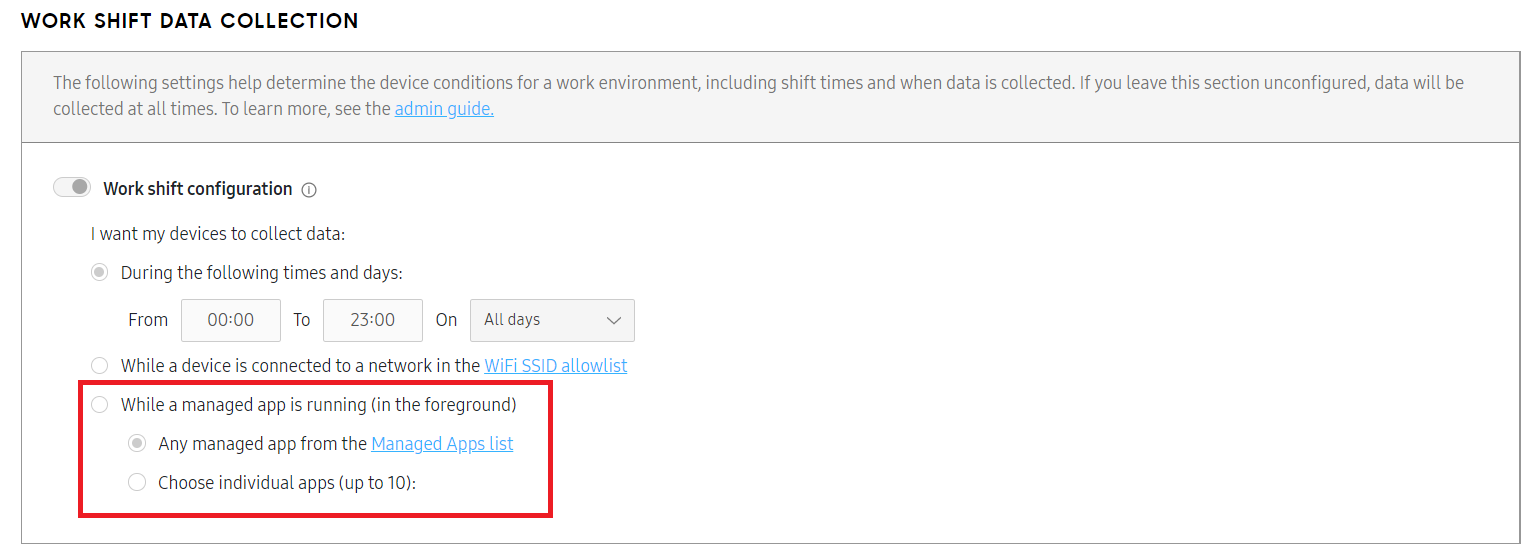 WORK SHIFT DATA COLLECTION
The following settings help determine the device conditions for a work environment, including shift times and when data is collected. If you leave this section unconfigured, data will be
collected at all times. To learn more, see the admin guide.
Work shift configuration
I want my devices to collect data:
During the following times and days:
From 00:00 To 23:00 On All days
While a device is connected to a network in the WiFi SSID allowlist
While a managed app is running (in the foreground)
Any managed app from the Managed Apps list
Choose individual apps (up to 10):